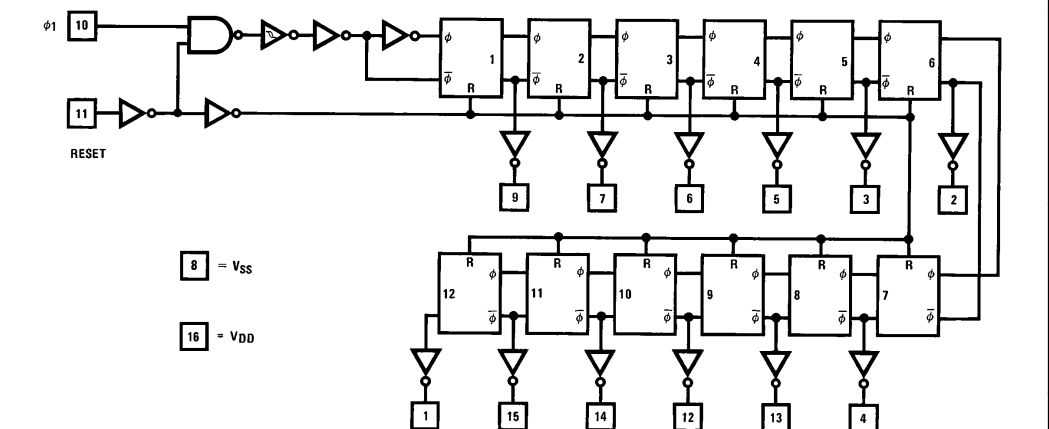 ϕ1 10
ϕ ϕ ϕ ϕ ϕ ϕ
1 2 3 4 5 6
ϕ̅ ϕ̅ ϕ̅ ϕ̅ ϕ̅ ϕ̅
R R R R R R
11
RESET
9 7 6 5 3 2
8 = VSS
R R R R R R
ϕ ϕ ϕ ϕ ϕ ϕ
12 11 10 9 8 7
ϕ̅ ϕ̅ ϕ̅ ϕ̅ ϕ̅ ϕ̅
16 = VDD
1 15 14 12 13 4